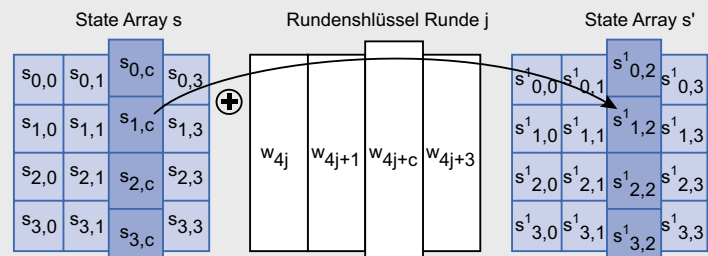 State Array s
Rundenshlüssel Runde j
State Array s'
s0,0 s0,1 s0,c s0,3
s1,0 s1,1 s1,c s1,3
s2,0 s2,1 s2,c s2,3
s3,0 s3,1 s3,c s3,3
w4j w4j+1 w4j+c w4j+3
s¹0,0 s¹0,1 s¹0,2 s¹0,3
s¹1,0 s¹1,1 s¹1,2 s¹1,3
s¹2,0 s¹2,1 s¹2,2 s¹2,3
s¹3,0 s¹3,1 s¹3,2 s¹3,3